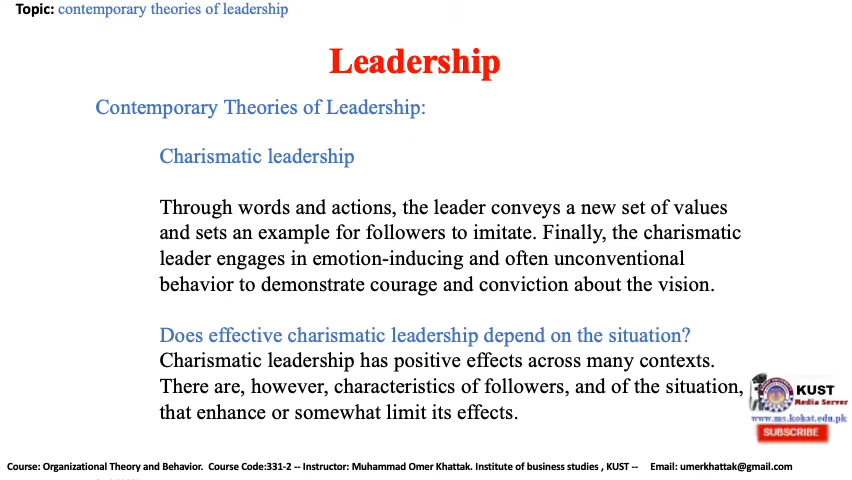 Topic: contemporary theories of leadership
Leadership
Contemporary Theories of Leadership:
Charismatic leadership
Through words and actions, the leader conveys a new set of values
and sets an example for followers to imitate. Finally, the charismatic
leader engages in emotion-inducing and often unconventional
behavior to demonstrate courage and conviction about the vision.
Does effective charismatic leadership depend on the situation?
Charismatic leadership has positive effects across many contexts.
There are, however, characteristics of followers, and of the situation,
that enhance or somewhat limit its effects.
KUST
Media Server
www.ms.kohat.edu.pk
SUBSCRIBE
Course: Organizational Theory and Behavior. Course Code:331-2 -- Instructor: Muhammad Omer Khattak. Institute of business studies , KUST -- Email: umerkhattak@gmail.com